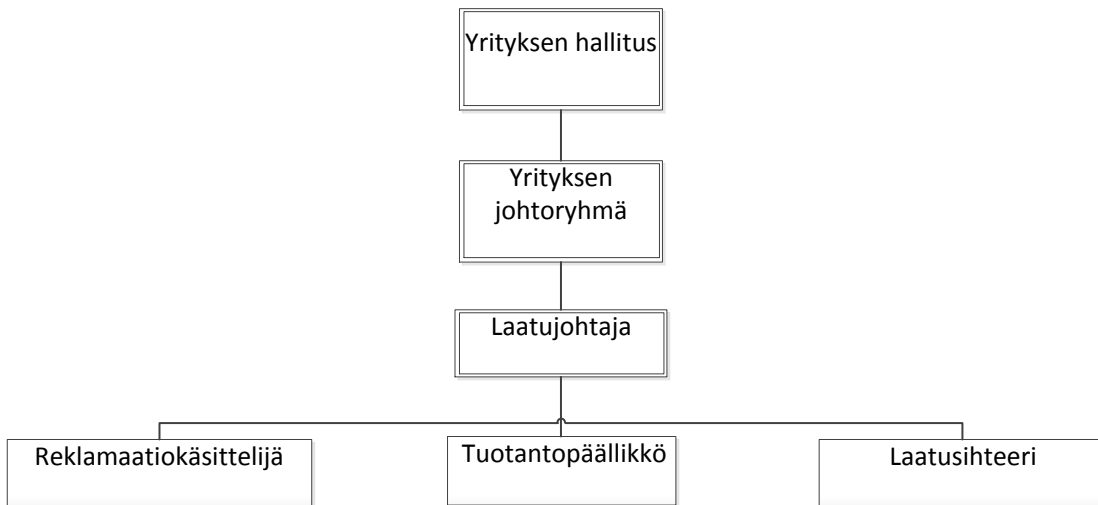 Yrityksen hallitus
Yrityksen
johtoryhmä
Laatujohtaja
Reklamaatiokäsittelijä
Tuotantopäällikkö
Laatusihteeri